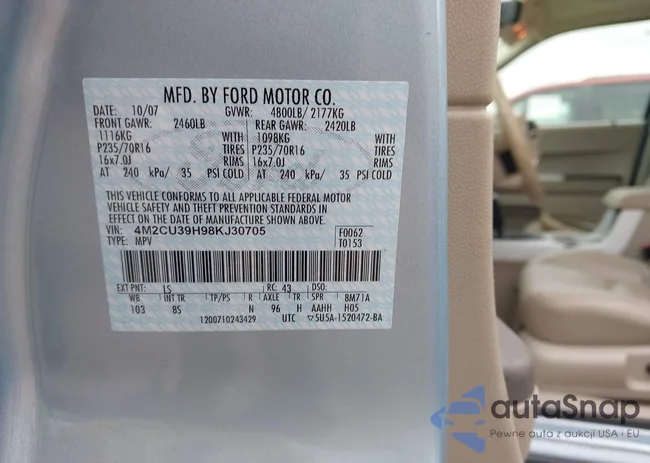 MFD. BY FORD MOTOR CO.
DATE: 10/07 GVWR: 4800LB/ 2177KG
FRONT GAWR: 2460LB REAR GAWR: 2420LB
1116KG WITH 1098KG WITH
P235/70R16 TIRES P235/70R16 TIRES
16x7.0J RIMS 16x7.0J RIMS
AT 240 kPa/ 35 PSI COLD AT 240 kPa/ 35 PSI COLD
THIS VEHICLE CONFORMS TO ALL APPLICABLE FEDERAL MOTOR
VEHICLE SAFETY AND THEFT PREVENTION STANDARDS IN
EFFECT ON THE DATE OF MANUFACTURE SHOWN ABOVE.
VIN: 4M2CU39H98KJ30705 F0062
TYPE: MPV T0153
EXT PNT: LS RC: 43 DSO:
WB INT TR TP/PS R AXLE TR SPR 8M71A
103 8S N 96 H AAHH H05
1200710243429 UTC ▽5U5A-1520472-BA
autoSnap
Pewne auta z aukcji USA i EU